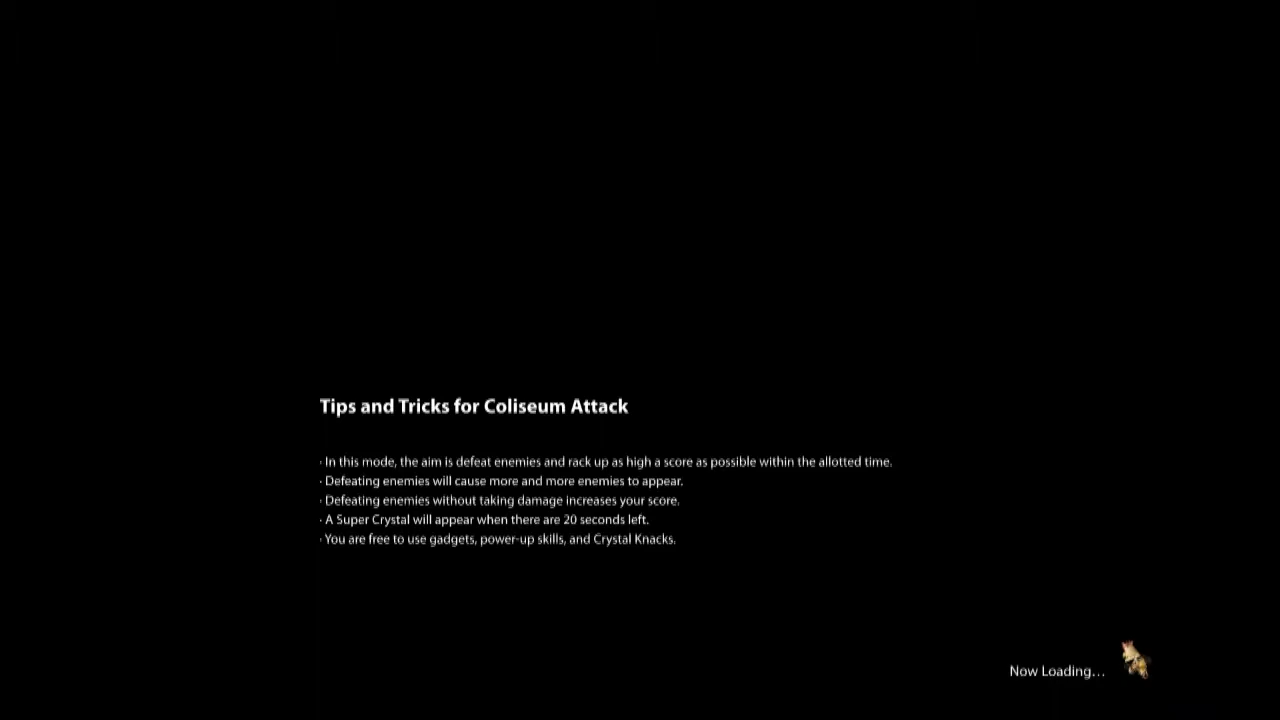 Tips and Tricks for Coliseum Attack
· In this mode, the aim is defeat enemies and rack up as high a score as possible within the allotted time.
· Defeating enemies will cause more and more enemies to appear.
· Defeating enemies without taking damage increases your score.
· A Super Crystal will appear when there are 20 seconds left.
· You are free to use gadgets, power-up skills, and Crystal Knacks.
Now Loading...